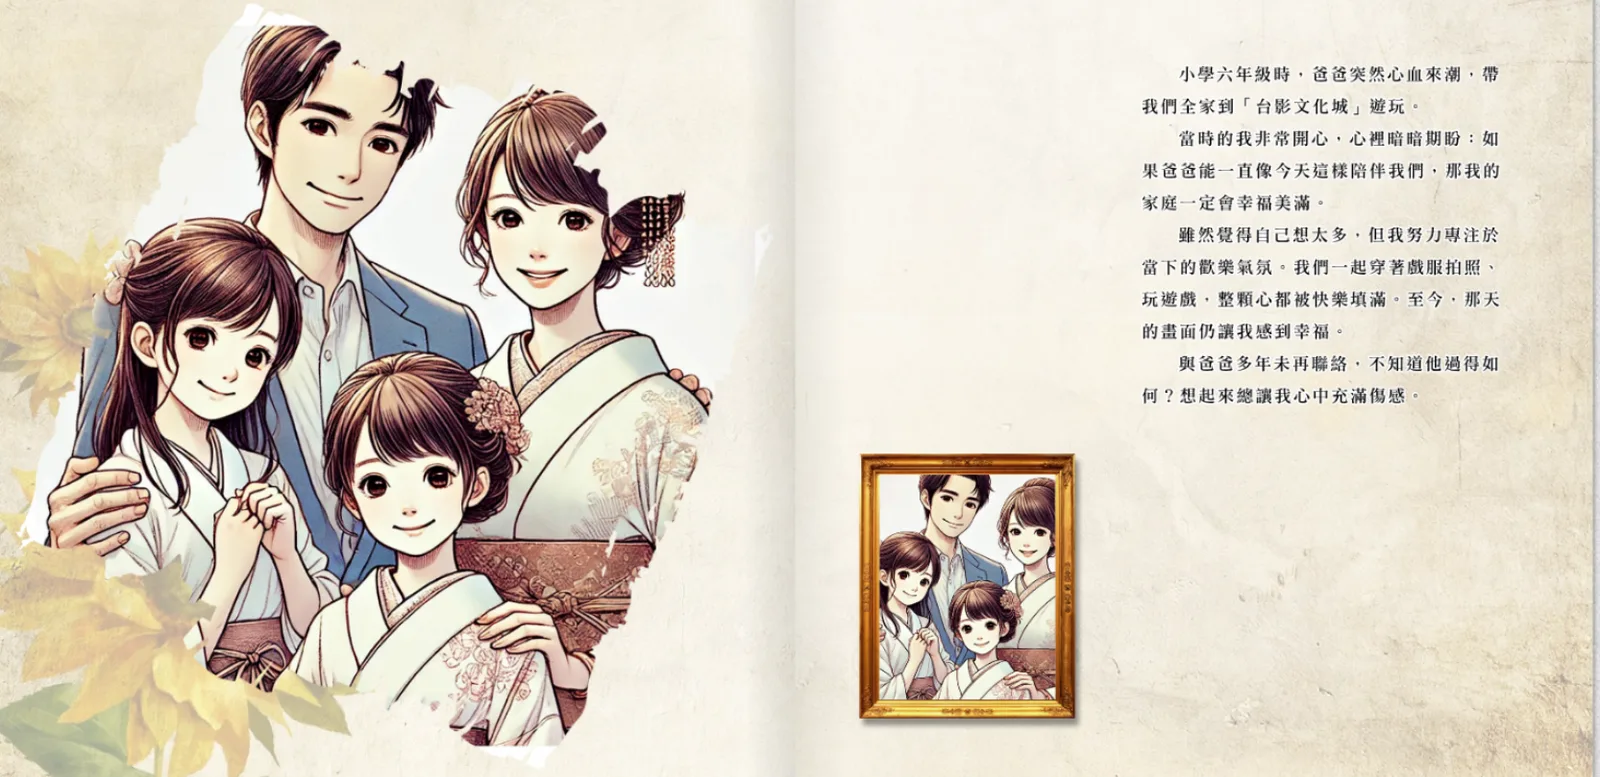 小學六年級時，爸爸突然心血來潮，帶
我們全家到「台影文化城」遊玩。
當時的我非常開心，心裡暗暗期盼：如
果爸爸能一直像今天這樣陪伴我們，那我的
家庭一定會幸福美滿。
雖然覺得自己想太多，但我努力專注於
當下的歡樂氣氛。我們一起穿著戲服拍照、
玩遊戲，整顆心都被快樂填滿。至今，那天
的畫面仍讓我感到幸福。
與爸爸多年未再聯絡，不知道他過得如
何？想起來總讓我心中充滿傷感。